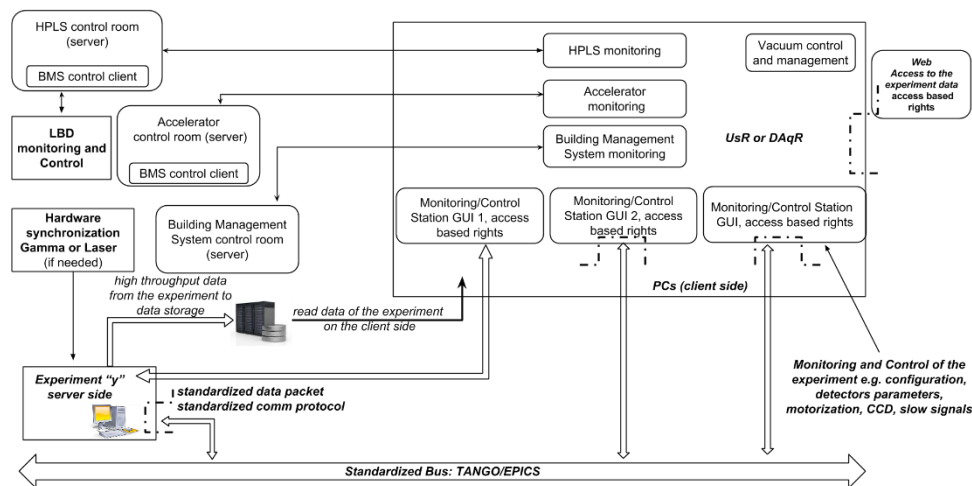 HPLS control room
(server)
BMS control client
LBD
monitoring and
Control
Accelerator
control room (server)
BMS control client
Hardware
synchronization
Gamma or Laser
(if needed)
Building Management
System control room
(server)
HPLS monitoring
Accelerator
monitoring
Building Management
System monitoring
Vacuum control
and management
UsR or DAqR
Web
Access to the
experiment data
access based
rights
Monitoring/Control
Station GUI 1, access
based rights
Monitoring/Control
Station GUI 2, access
based rights
Monitoring/Control Station
GUI, access based rights
PCs (client side)
high throughput data
from the experiment to
data storage
read data of the experiment
on the client side
Experiment “y”
server side
standardized data packet
standardized comm protocol
Monitoring and Control of the
experiment e.g. configuration,
detectors parameters,
motorization, CCD, slow signals
Standardized Bus: TANGO/EPICS